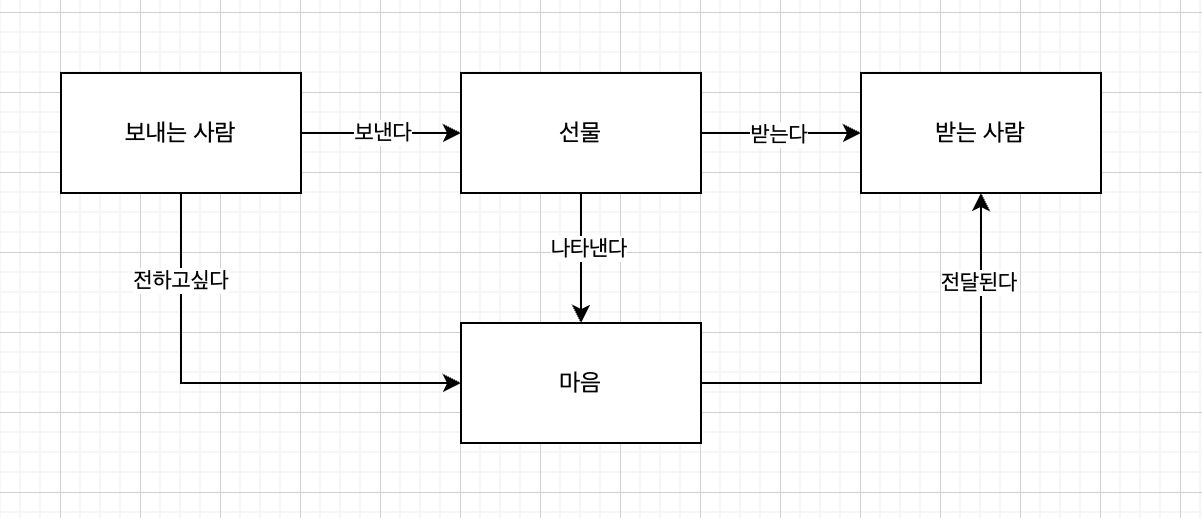 보내는 사람
보낸다
선물
받는다
받는 사람
전하고싶다
나타낸다
전달된다
마음